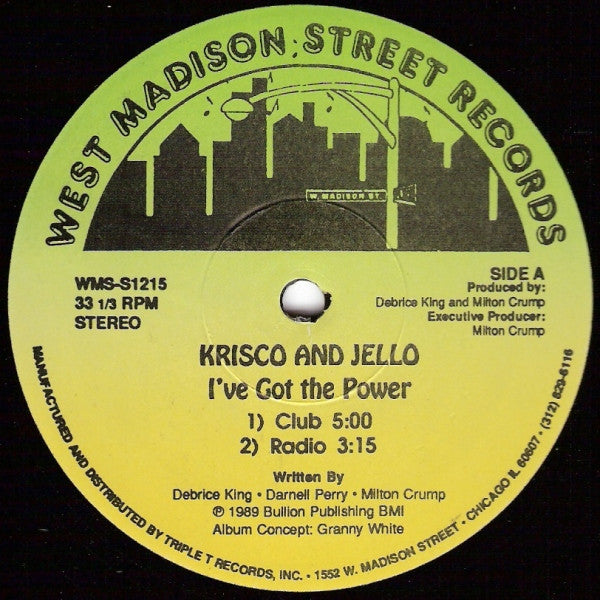 WEST MADISON STREET RECORDS
W. MADISON ST.
WMS-S1215
33 1/3 RPM
STEREO
SIDE A
Produced by:
Debrice King and Milton Crump
Executive Producer:
Milton Crump
KRISCO AND JELLO
I've Got the Power
1) Club 5:00
2) Radio 3:15
Written By
Debrice King • Darnell Perry • Milton Crump
℗ 1989 Bullion Publishing BMI
Album Concept: Granny White
MANUFACTURED AND DISTRIBUTED BY TRIPLE T RECORDS, INC. • 1552 W. MADISON STREET • CHICAGO IL 60607 • (312) 829-6116